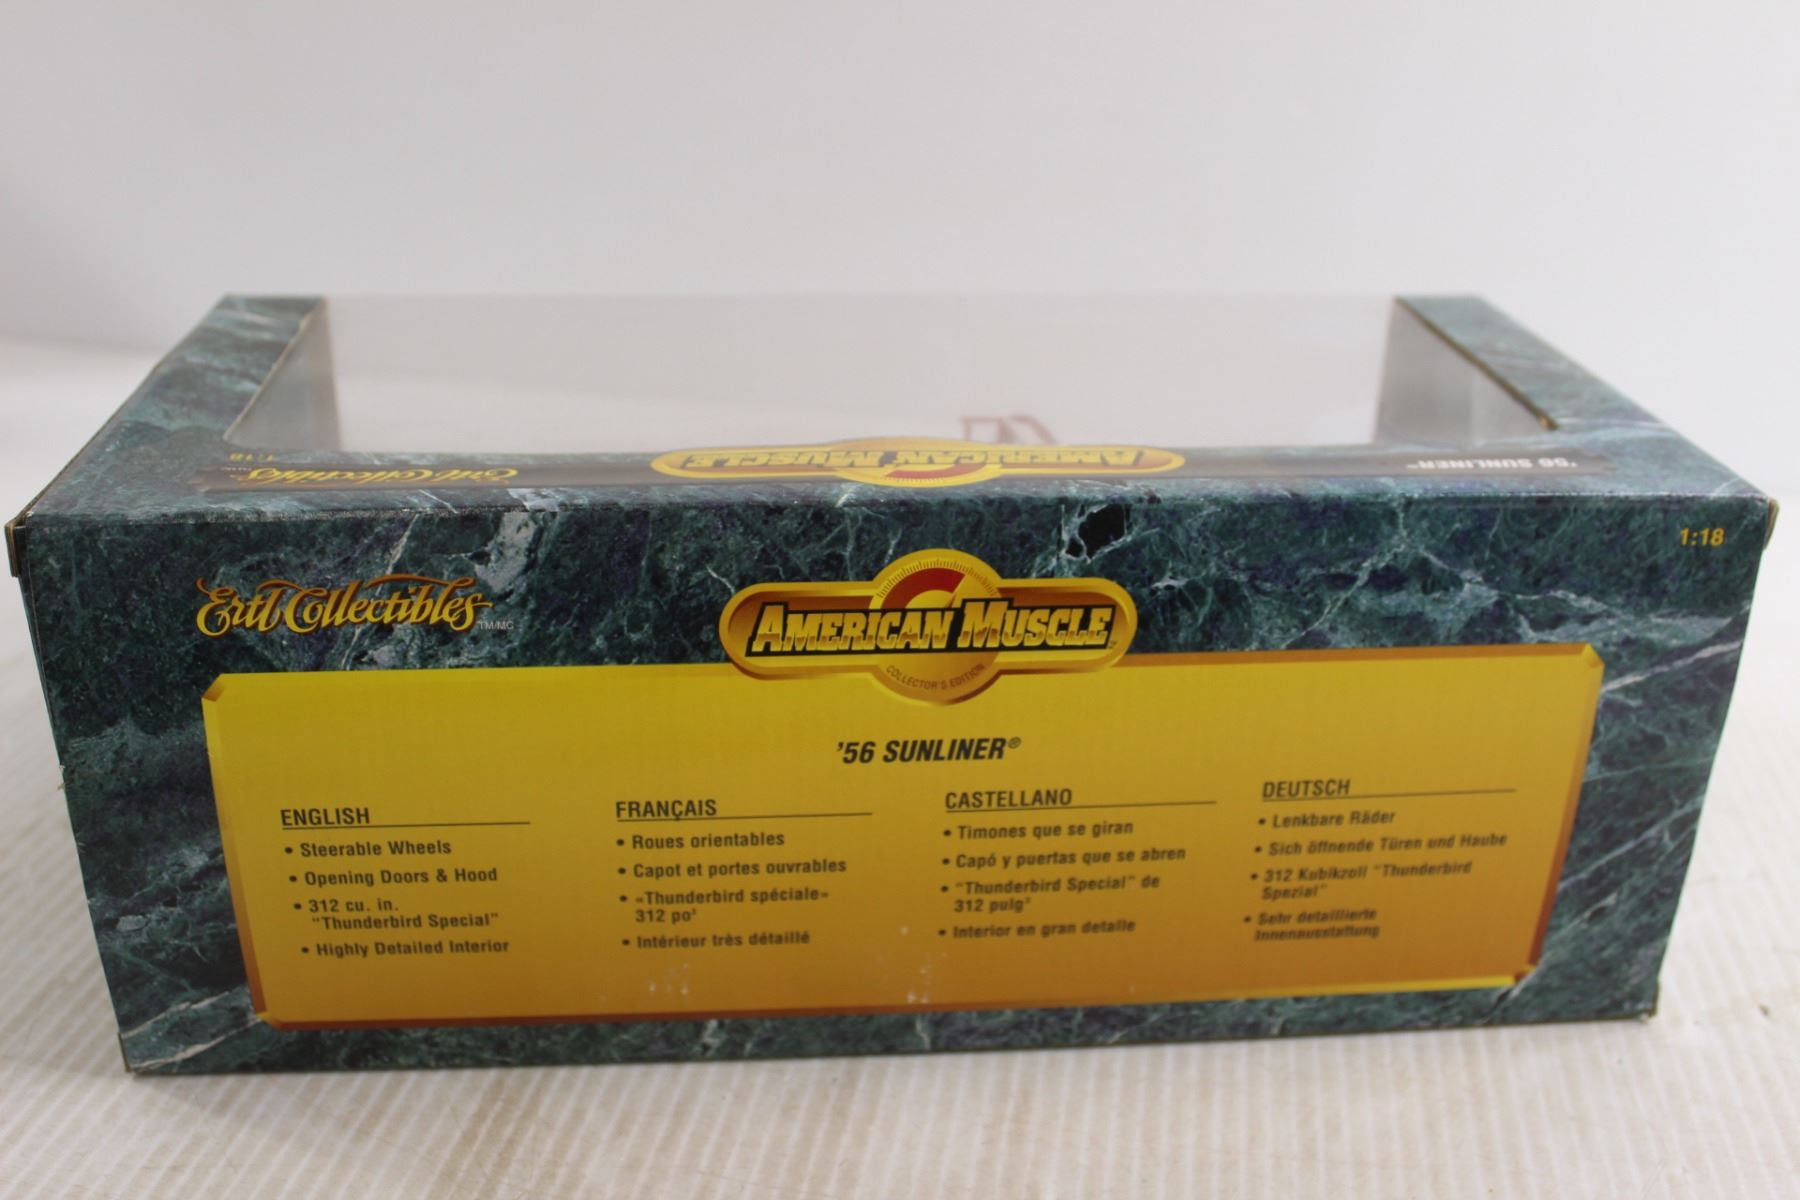 1:18
Ertl Collectibles
AMERICAN MUSCLE
'56 SUNLINER™
1:18
Ertl Collectibles TM/MC
AMERICAN MUSCLE
COLLECTOR'S EDITION
'56 SUNLINER®
ENGLISH
• Steerable Wheels
• Opening Doors & Hood
• 312 cu. in.
"Thunderbird Special"
• Highly Detailed Interior
FRANÇAIS
• Roues orientables
• Capot et portes ouvrables
• «Thunderbird spéciale»
312 po³
• Intérieur très détaillé
CASTELLANO
• Timones que se giran
• Capó y puertas que se abren
• "Thunderbird Special" de
312 pulg³
• Interior en gran detalle
DEUTSCH
• Lenkbare Räder
• Sich öffnende Türen und Haube
• 312 Kubikzoll "Thunderbird
Spezial"
• Sehr detaillierte
Innenausstattung